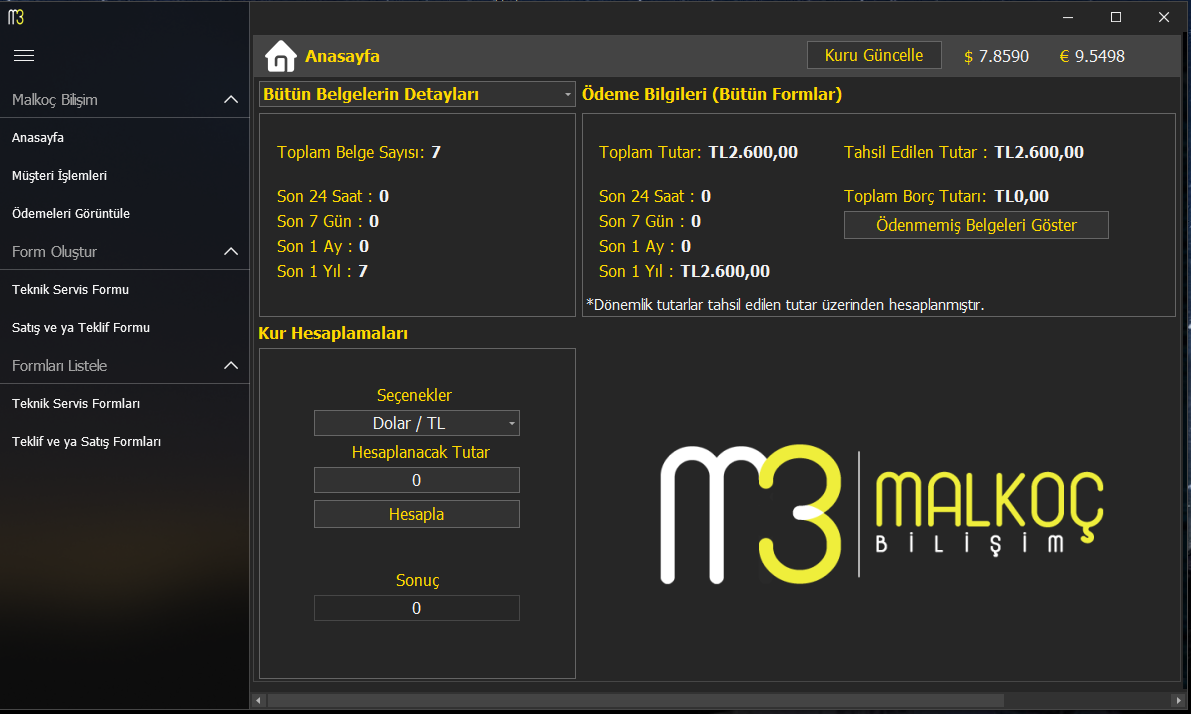 m3
Malkoç Bilişim
Anasayfa
Müşteri İşlemleri
Ödemeleri Görüntüle
Form Oluştur
Teknik Servis Formu
Satış ve ya Teklif Formu
Formları Listele
Teknik Servis Formları
Teklif ve ya Satış Formları
Anasayfa
Kuru Güncelle
$ 7.8590
€ 9.5498
Bütün Belgelerin Detayları
Toplam Belge Sayısı: 7
Son 24 Saat : 0
Son 7 Gün : 0
Son 1 Ay : 0
Son 1 Yıl : 7
Ödeme Bilgileri (Bütün Formlar)
Toplam Tutar: TL2.600,00
Son 24 Saat : 0
Son 7 Gün : 0
Son 1 Ay : 0
Son 1 Yıl : TL2.600,00
Tahsil Edilen Tutar : TL2.600,00
Toplam Borç Tutarı: TL0,00
Ödenmemiş Belgeleri Göster
*Dönemlik tutarlar tahsil edilen tutar üzerinden hesaplanmıştır.
Kur Hesaplamaları
Seçenekler
Dolar / TL
Hesaplanacak Tutar
0
Hesapla
Sonuç
0
m3
MALKOÇ
BİLİŞİM